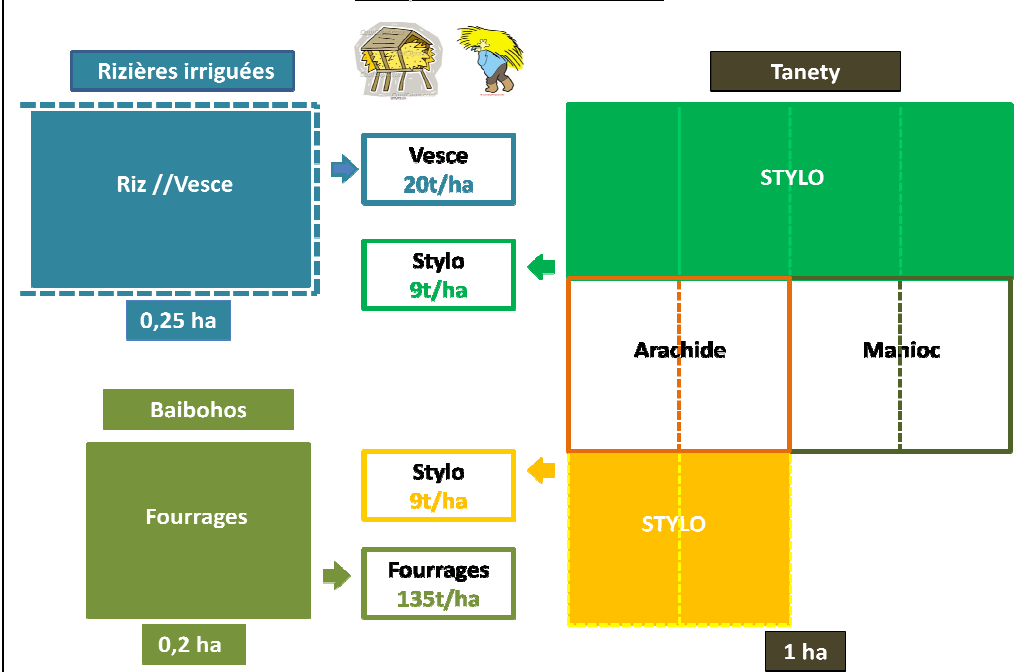 Rizières irriguées
Tanety
Riz //Vesce
Vesce
20t/ha
STYLO
Stylo
9t/ha
0,25 ha
Arachide
Manioc
Baibohos
Stylo
9t/ha
Fourrages
STYLO
Fourrages
135t/ha
0,2 ha
1 ha